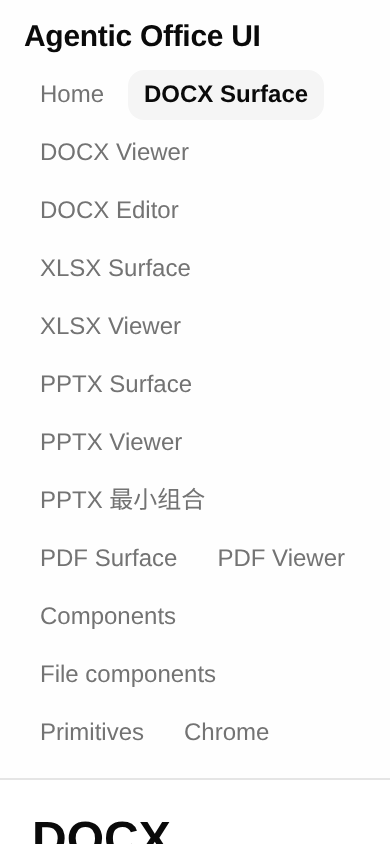 Agentic Office UI
Home DOCX Surface
DOCX Viewer
DOCX Editor
XLSX Surface
XLSX Viewer
PPTX Surface
PPTX Viewer
PPTX 最小组合
PDF Surface PDF Viewer
Components
File components
Primitives Chrome
DOCX